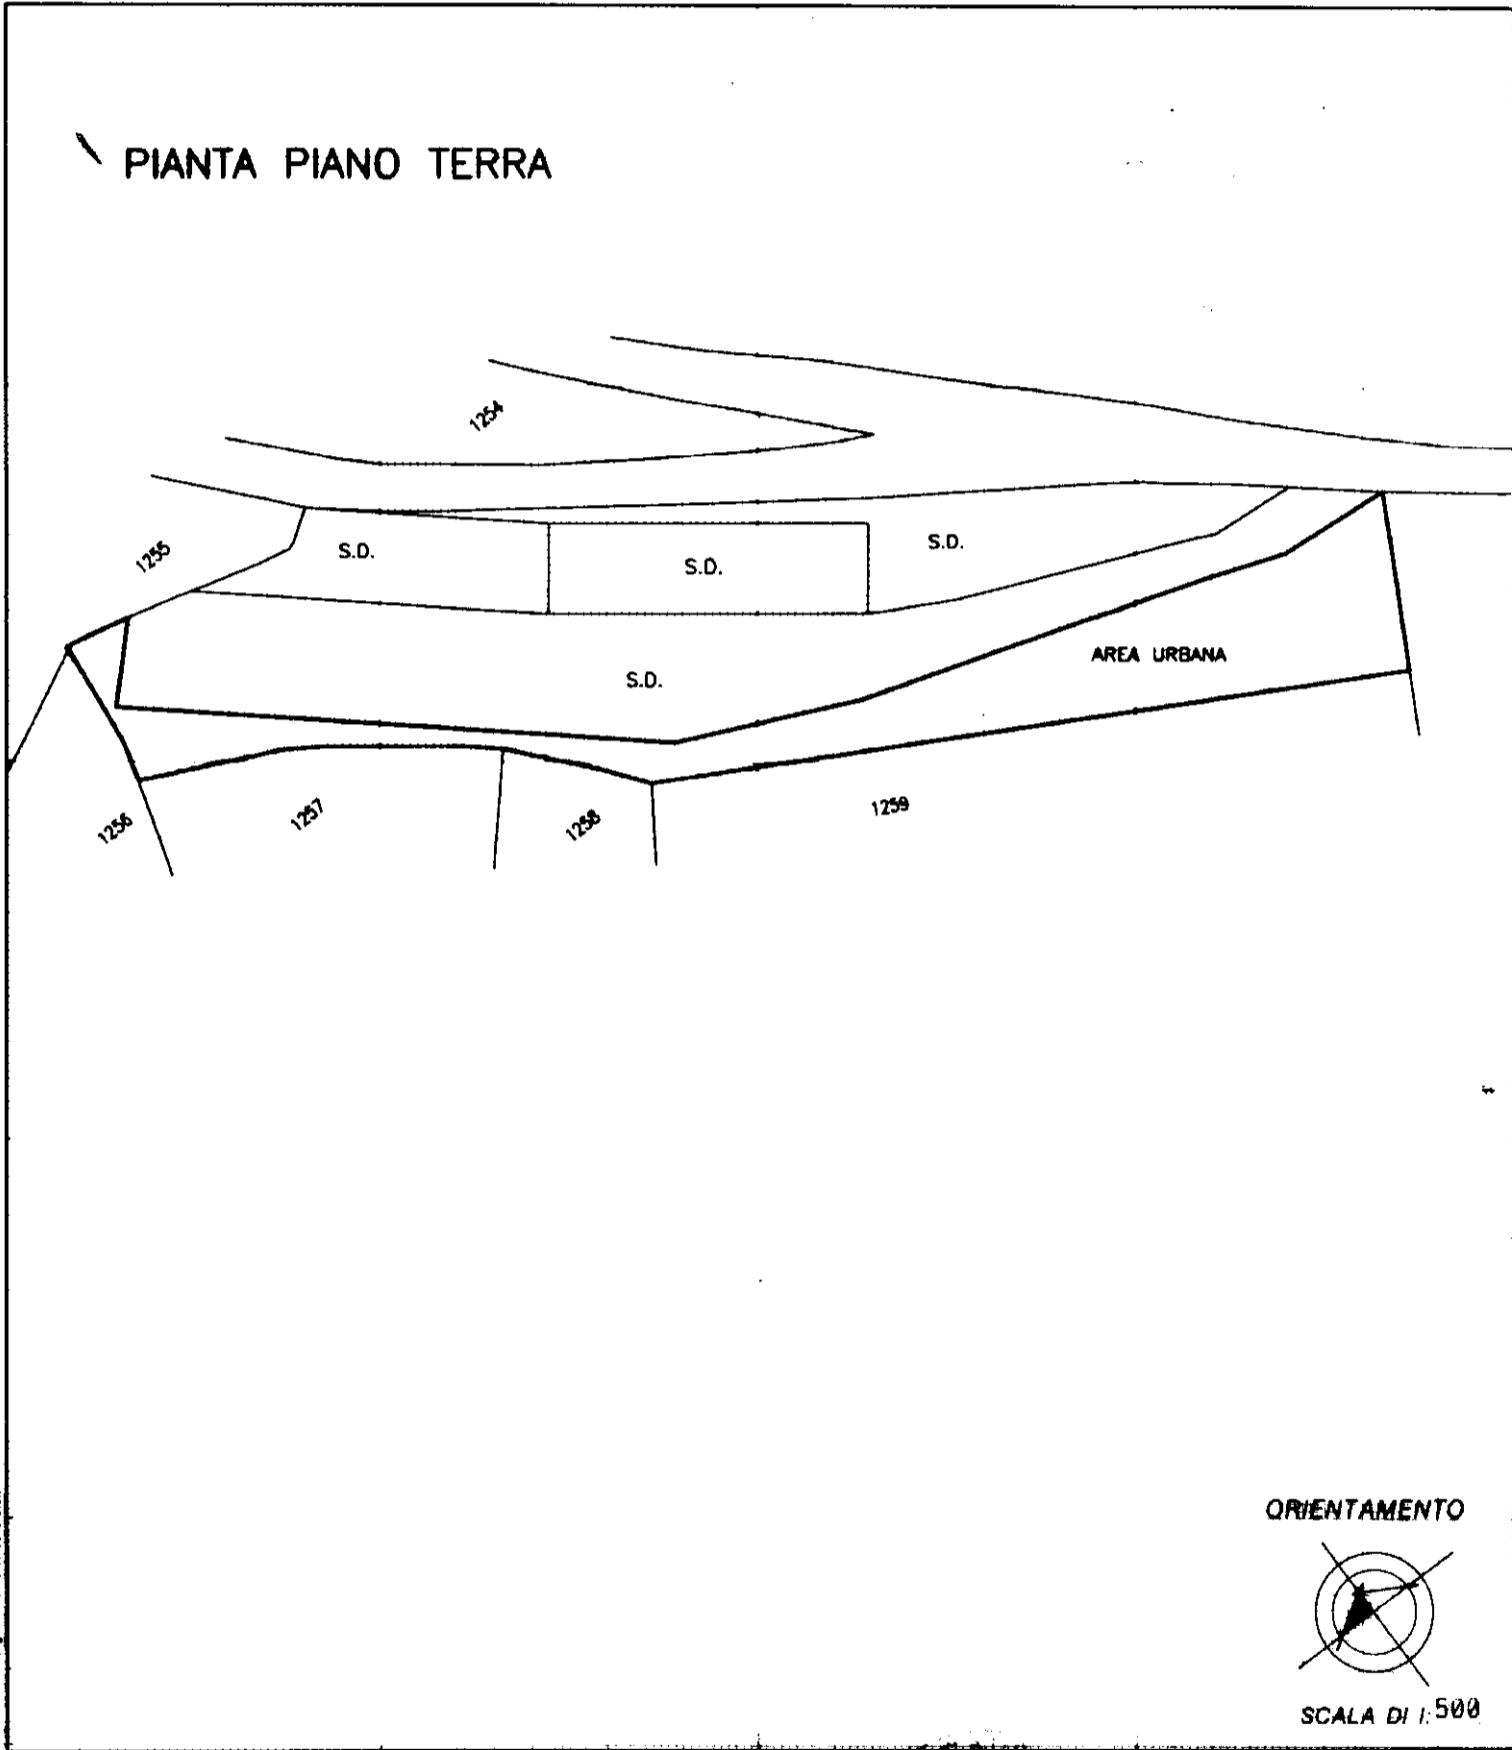 PIANTA PIANO TERRA
1254
1255
S.D.
S.D.
S.D.
AREA URBANA
S.D.
1256
1257
1258
1259
ORIENTAMENTO
SCALA DI 1:500